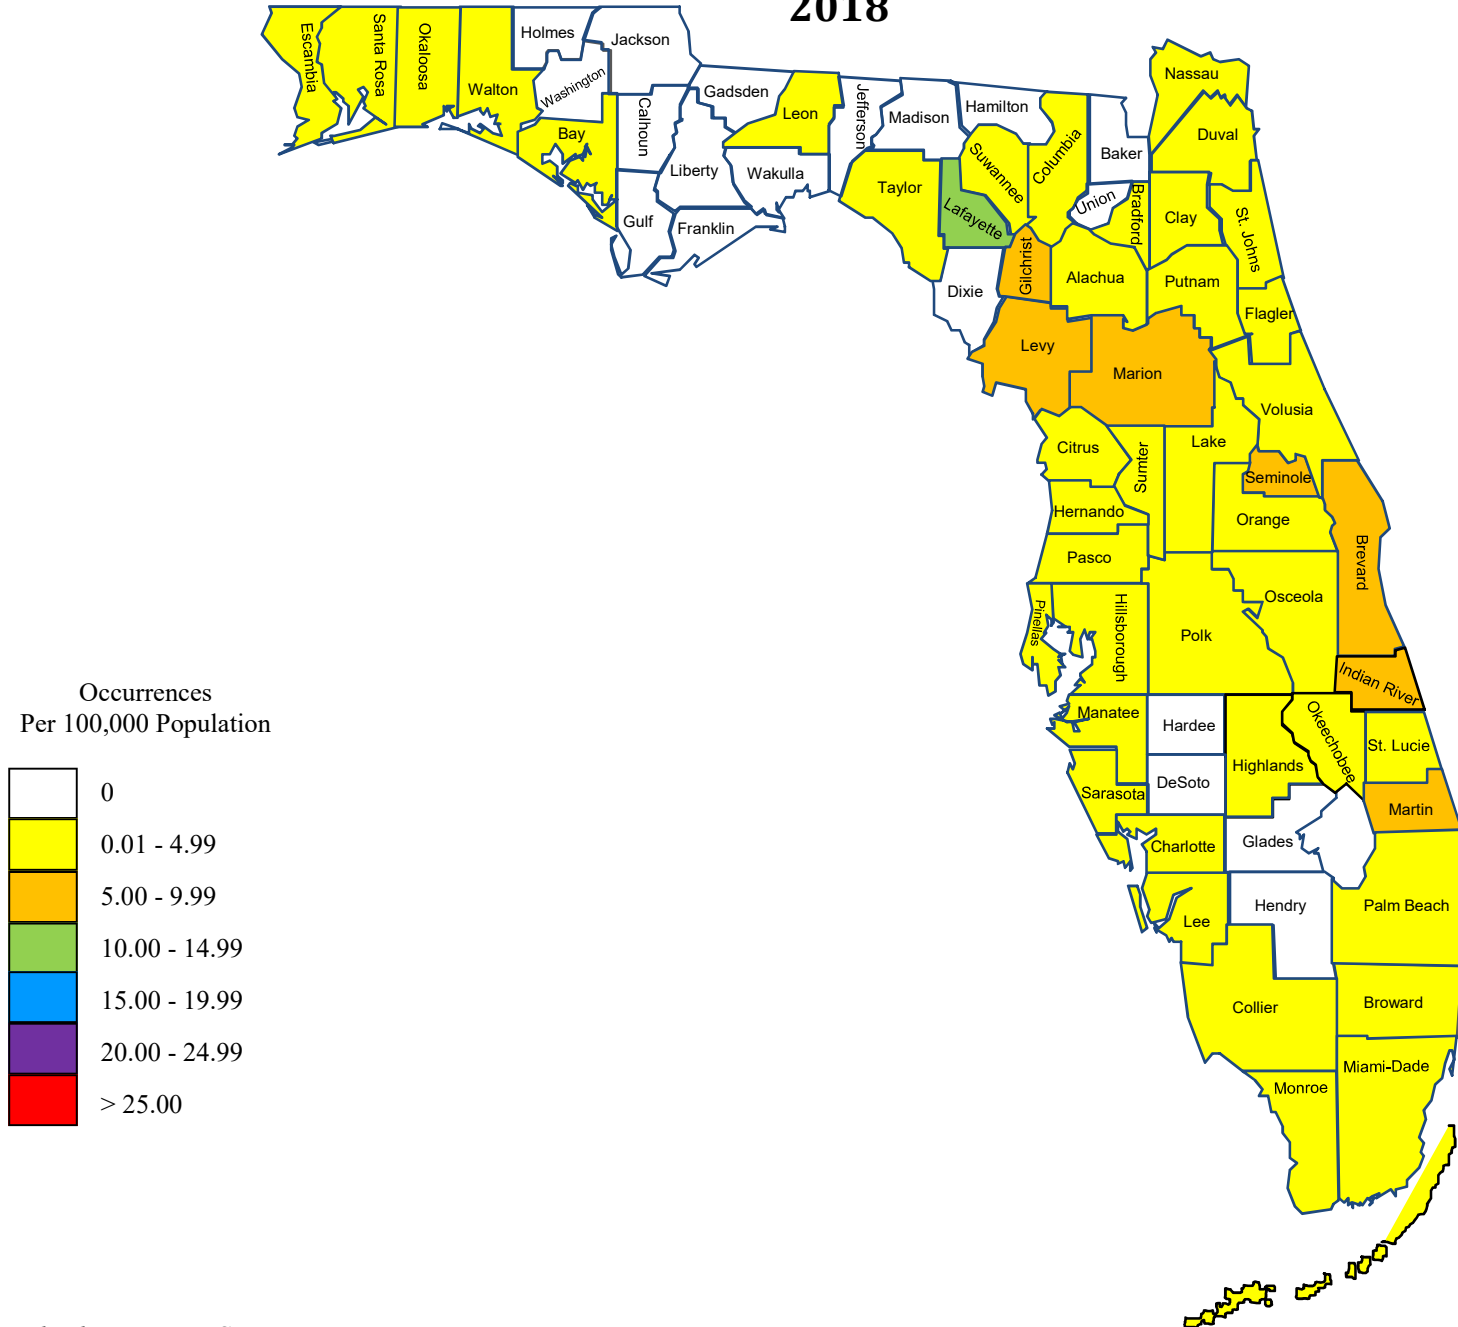 2018
Escambia
Santa Rosa
Okaloosa
Walton
Holmes
Jackson
Washington
Bay
Calhoun
Gadsden
Liberty
Gulf
Franklin
Leon
Wakulla
Jefferson
Madison
Hamilton
Taylor
Lafayette
Suwannee
Columbia
Baker
Nassau
Duval
Union
Bradford
Clay
St. Johns
Dixie
Gilchrist
Alachua
Putnam
Flagler
Levy
Marion
Volusia
Citrus
Sumter
Lake
Seminole
Hernando
Orange
Pasco
Brevard
Pinellas
Hillsborough
Polk
Osceola
Indian River
Manatee
Hardee
Highlands
Okeechobee
St. Lucie
Sarasota
DeSoto
Martin
Charlotte
Glades
Lee
Hendry
Palm Beach
Collier
Broward
Miami-Dade
Monroe
Occurrences
Per 100,000 Population
0
0.01 - 4.99
5.00 - 9.99
10.00 - 14.99
15.00 - 19.99
20.00 - 24.99
> 25.00